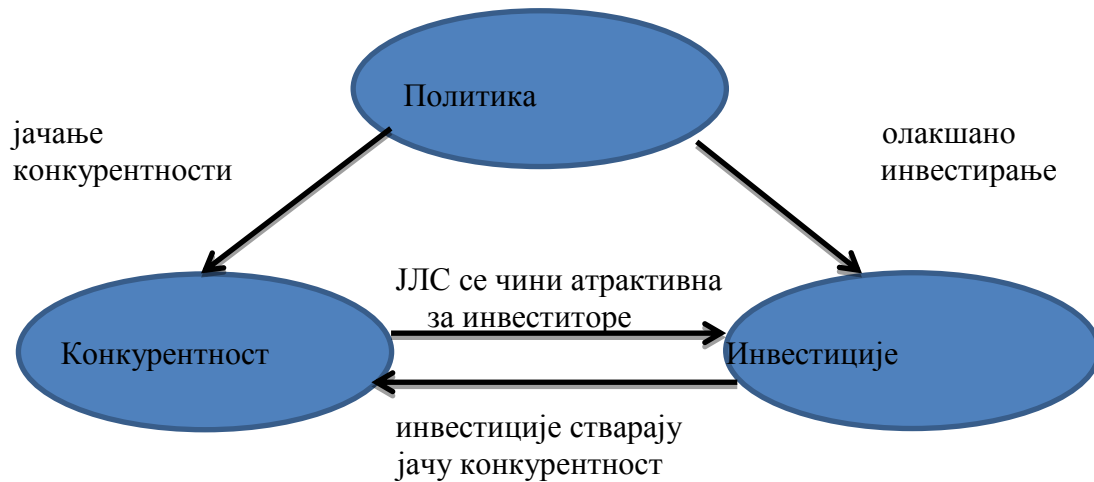 Политика
јачање
конкурентности
олакшано
инвестирање
ЈЛС се чини атрактивна
за инвеститоре
Конкурентност
Инвестиције
инвестиције стварају
јачу конкурентност